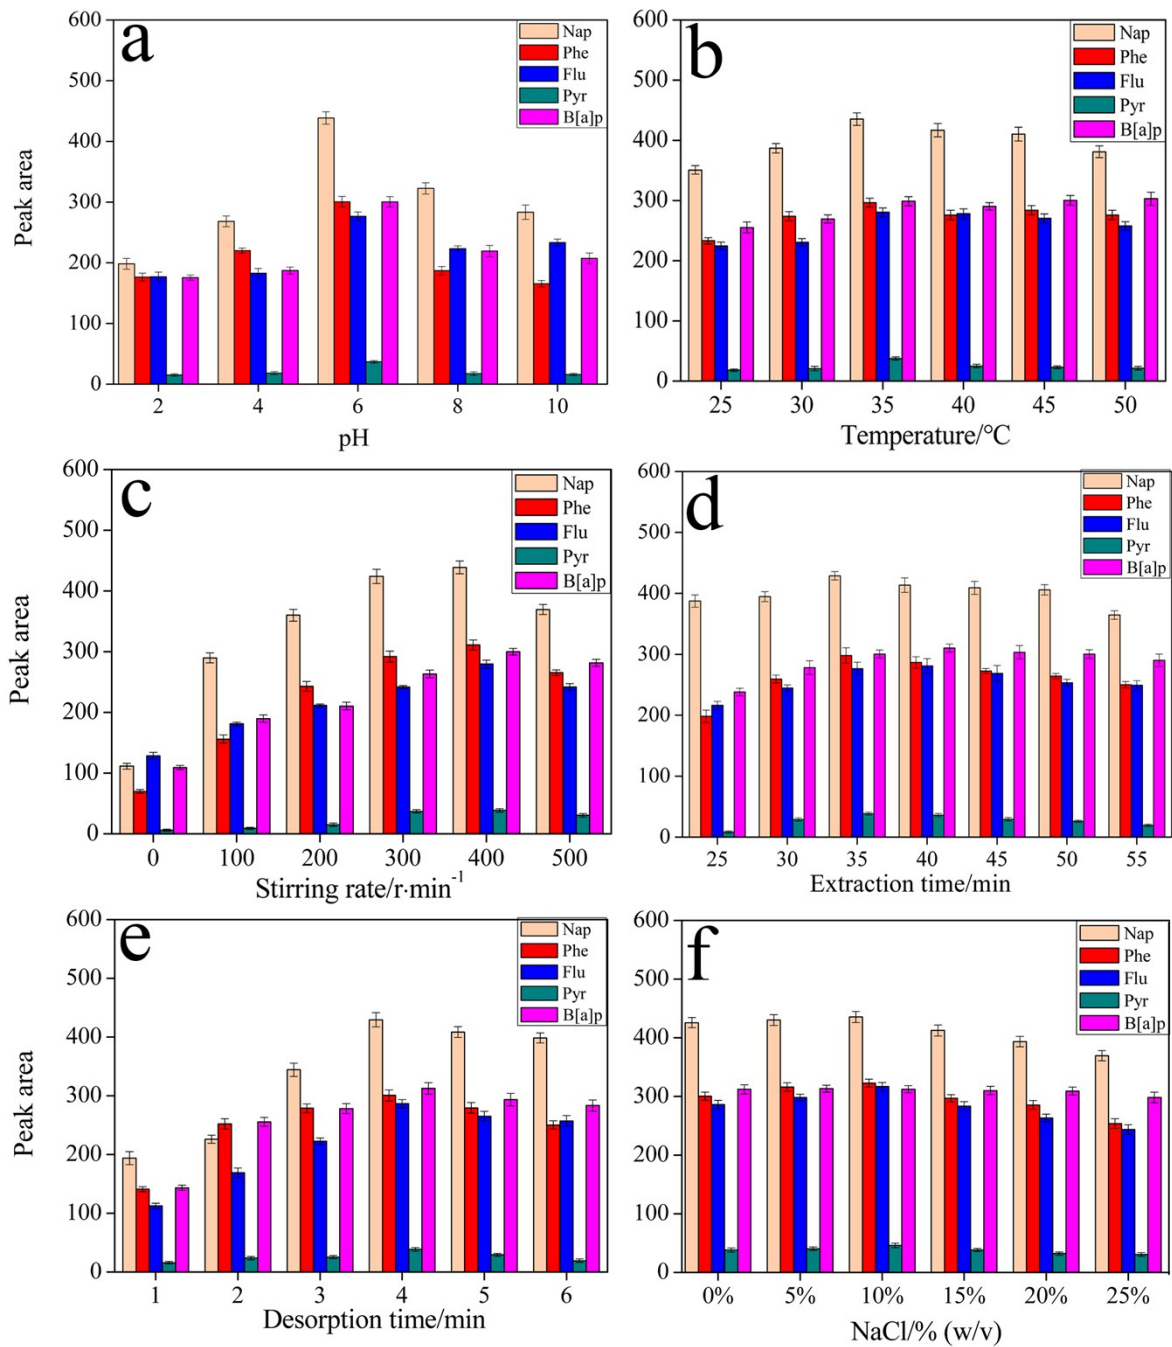 a
Nap
Phe
Flu
Pyr
B[a]p
600
500
400
300
200
100
0
Peak area
2 4 6 8 10
pH
b
Nap
Phe
Flu
Pyr
B[a]p
600
500
400
300
200
100
0
25 30 35 40 45 50
Temperature/°C
c
Nap
Phe
Flu
Pyr
B[a]p
600
500
400
300
200
100
0
Peak area
0 100 200 300 400 500
Stirring rate/r·min⁻¹
d
Nap
Phe
Flu
Pyr
B[a]p
600
500
400
300
200
100
0
25 30 35 40 45 50 55
Extraction time/min
e
Nap
Phe
Flu
Pyr
B[a]p
600
500
400
300
200
100
0
Peak area
1 2 3 4 5 6
Desorption time/min
f
Nap
Phe
Flu
Pyr
B[a]p
600
500
400
300
200
100
0
0% 5% 10% 15% 20% 25%
NaCl/% (w/v)